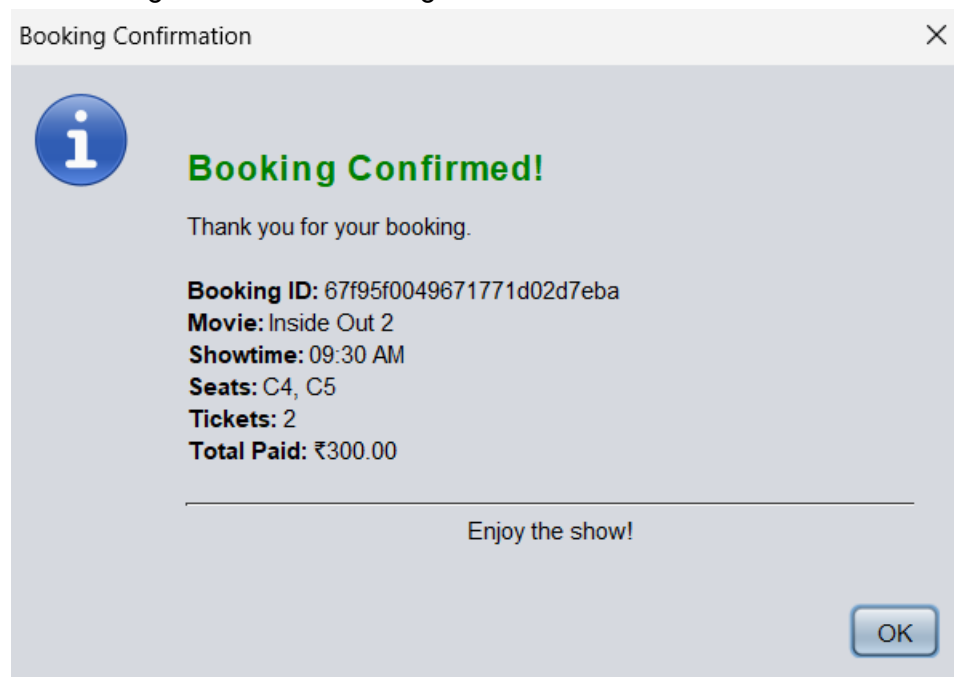 Booking Confirmation
Booking Confirmed!
Thank you for your booking.
Booking ID: 67f95f0049671771d02d7eba
Movie: Inside Out 2
Showtime: 09:30 AM
Seats: C4, C5
Tickets: 2
Total Paid: ₹300.00
Enjoy the show!
OK